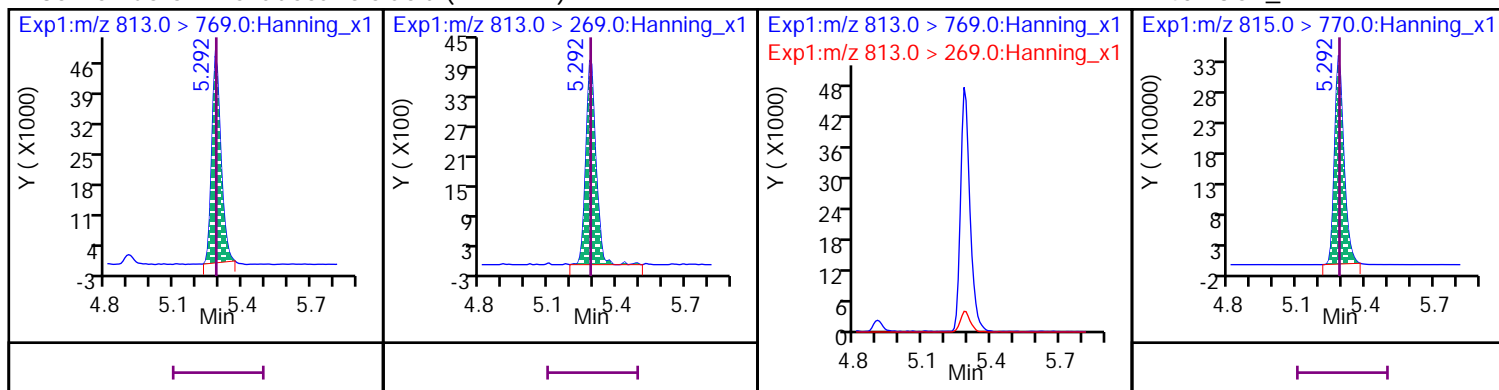 Exp1:m/z 813.0 > 769.0:Hanning_x1
Y ( X1000)
46
39
32
25
18
11
4
-3
5.292
4.8 5.1 5.4 5.7
Min
Exp1:m/z 813.0 > 269.0:Hanning_x1
Y ( X100)
45
39
33
27
21
15
9
3
-3
5.292
4.8 5.1 5.4 5.7
Min
Exp1:m/z 813.0 > 769.0:Hanning_x1
Exp1:m/z 813.0 > 269.0:Hanning_x1
Y ( X1000)
48
42
36
30
24
18
12
6
0
4.8 5.1 5.4 5.7
Min
Exp1:m/z 815.0 > 770.0:Hanning_x1
Y ( X10000)
33
28
23
18
13
8
3
-2
5.292
4.8 5.1 5.4 5.7
Min